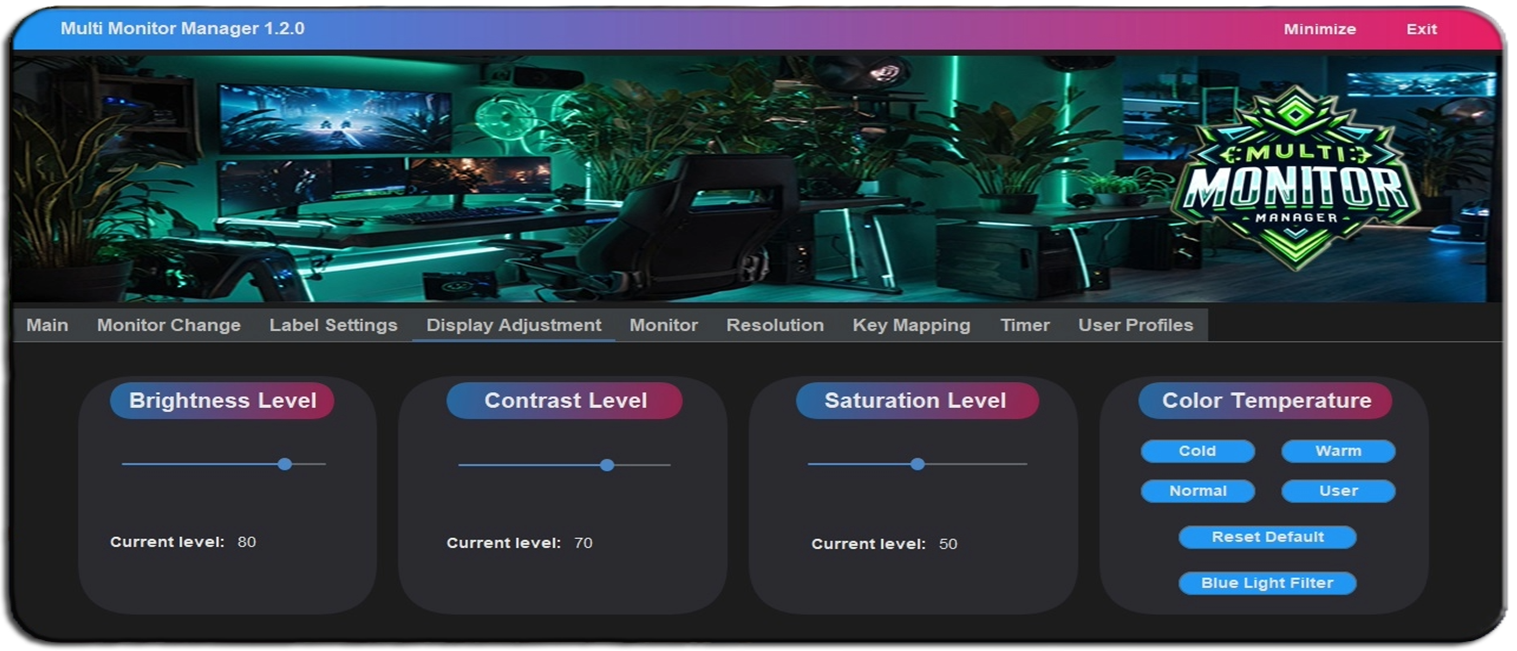 Multi Monitor Manager 1.2.0 Minimize Exit
MULTI
MONITOR
MANAGER
Main Monitor Change Label Settings Display Adjustment Monitor Resolution Key Mapping Timer User Profiles
Brightness Level Contrast Level Saturation Level Color Temperature
Cold Warm
Normal User
Current level: 80 Current level: 70 Current level: 50
Reset Default
Blue Light Filter